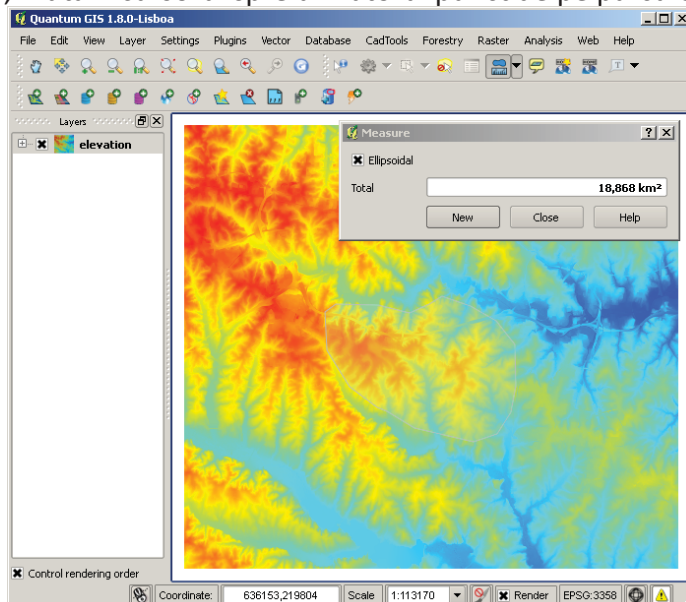 Quantum GIS 1.8.0-Lisboa
File Edit View Layer Settings Plugins Vector Database CadTools Forestry Raster Analysis Web Help
Layers
elevation
Measure
Ellipsoidal
Total 18,868 km²
New Close Help
Control rendering order
Coordinate: 636153,219804 Scale 1:113170 Render EPSG:3358